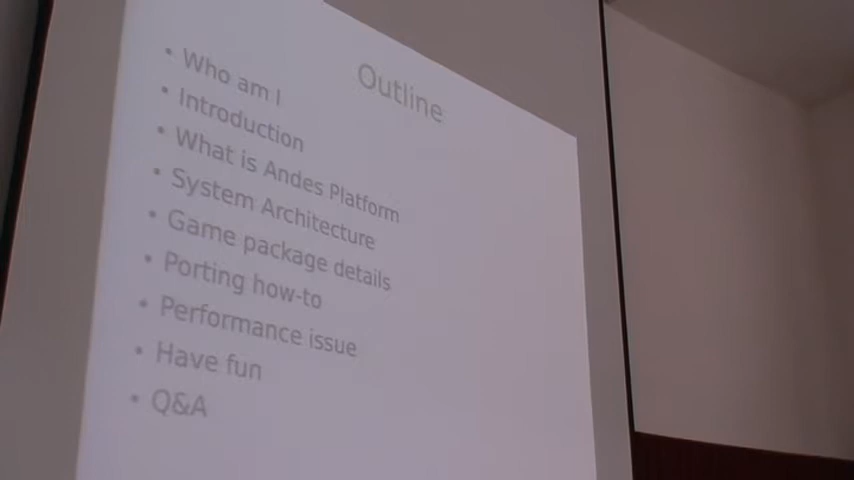 Outline
• Who am I
• Introduction
• What is Andes Platform
• System Architecture
• Game package details
• Porting how-to
• Performance issue
• Have fun
• Q&A